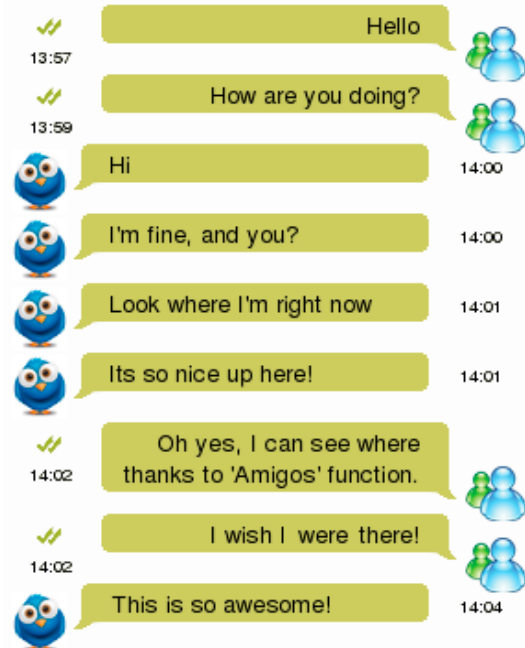 Hello
13:57
How are you doing?
13:59
Hi
14:00
I'm fine, and you?
14:00
Look where I'm right now
14:01
Its so nice up here!
14:01
Oh yes, I can see where
thanks to 'Amigos' function.
14:02
I wish I were there!
14:02
This is so awesome!
14:04